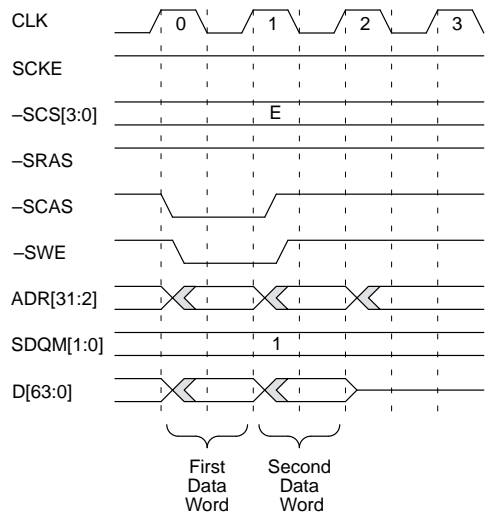 CLK 0 1 2 3
SCKE
–SCS[3:0] E
–SRAS
–SCAS
–SWE
ADR[31:2]
SDQM[1:0] 1
D[63:0]
First Data Word
Second Data Word